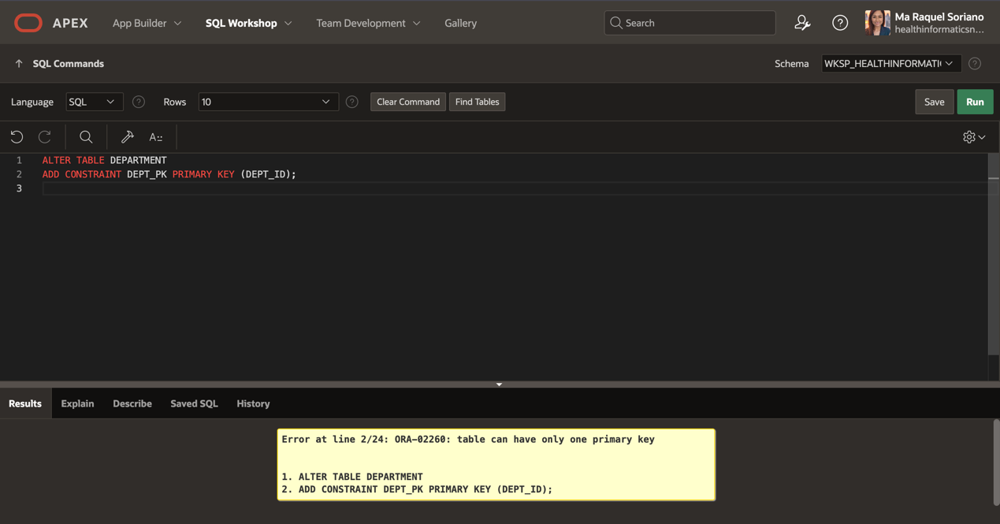 APEX App Builder SQL Workshop Team Development Gallery Search Ma Raquel Soriano
healthinformaticsn...
SQL Commands Schema WKSP_HEALTHINFORMATI
Language SQL Rows 10 Clear Command Find Tables Save Run
A
1 ALTER TABLE DEPARTMENT
2 ADD CONSTRAINT DEPT_PK PRIMARY KEY (DEPT_ID);
3
Results Explain Describe Saved SQL History
Error at line 2/24: ORA-02260: table can have only one primary key
1. ALTER TABLE DEPARTMENT
2. ADD CONSTRAINT DEPT_PK PRIMARY KEY (DEPT_ID);